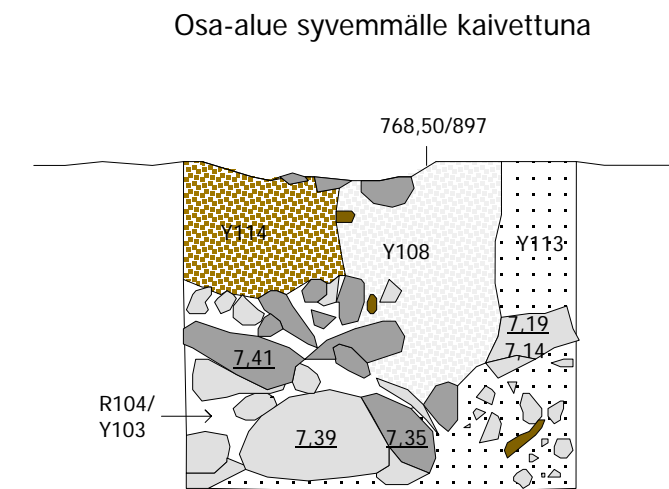 Osa-alue syvemmälle kaivettuna
768,50/897
Y114
Y108
Y113
7,19
7,14
7,41
R104/
Y103
7,39
7,35